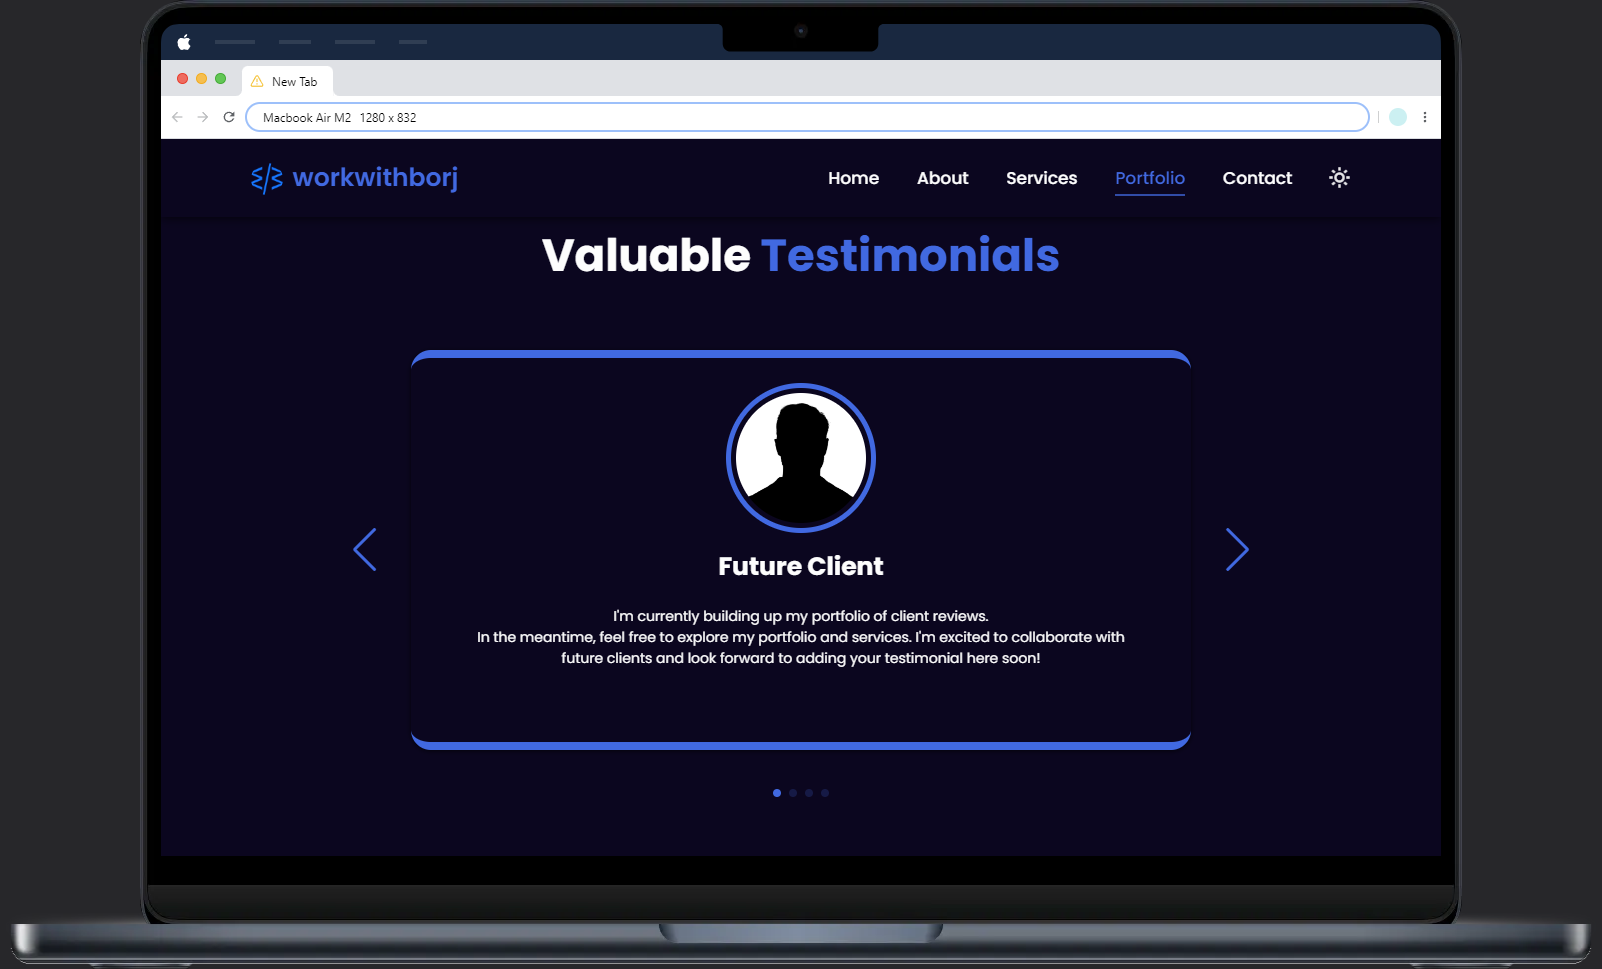 New Tab
Macbook Air M2 1280 x 832
</> workwithborj
Home About Services Portfolio Contact
Valuable Testimonials
Future Client
I'm currently building up my portfolio of client reviews.
In the meantime, feel free to explore my portfolio and services. I'm excited to collaborate with
future clients and look forward to adding your testimonial here soon!